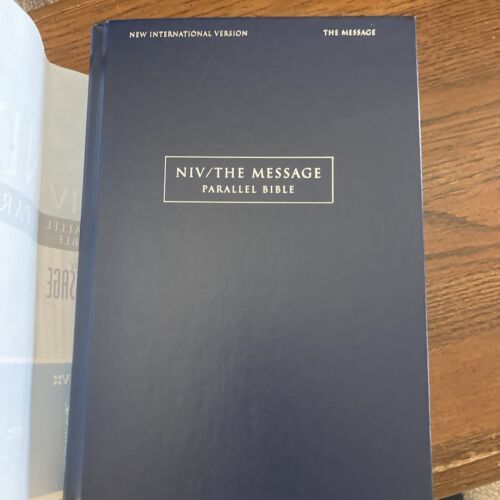 NEW INTERNATIONAL VERSION
THE MESSAGE
NIV/THE MESSAGE
PARALLEL BIBLE